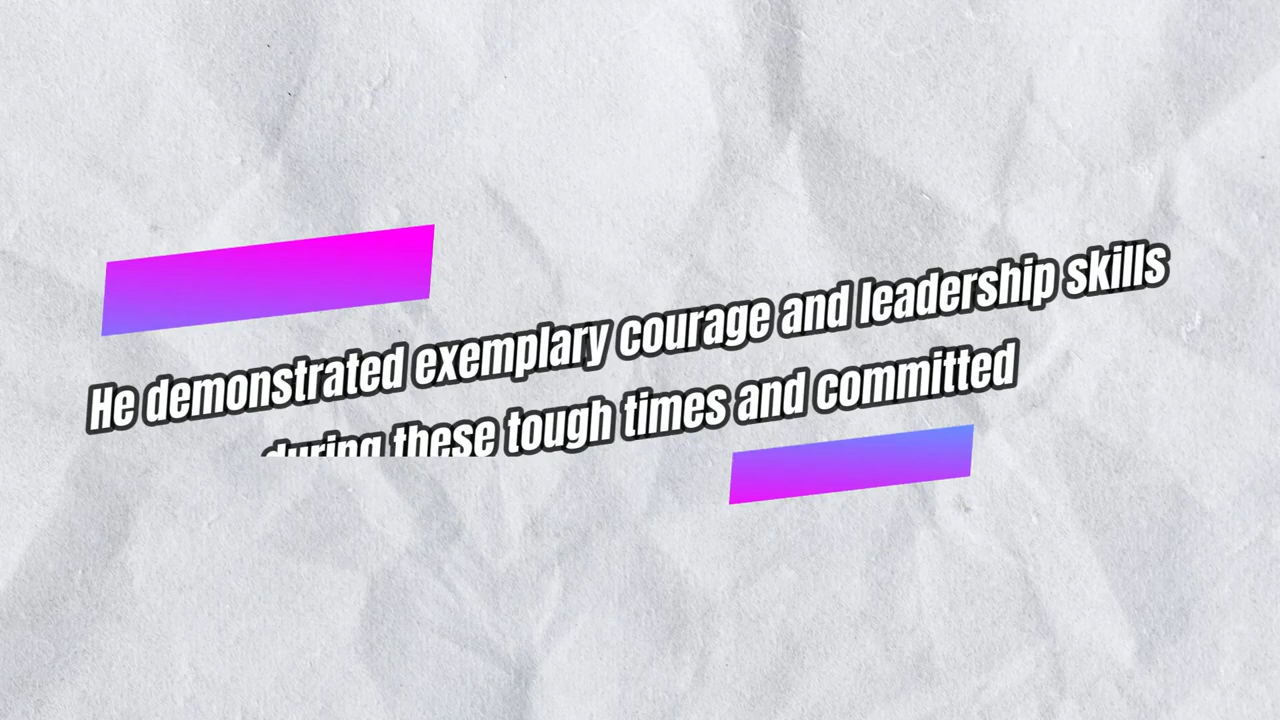 He demonstrated exemplary courage and leadership skills
during these tough times and committed